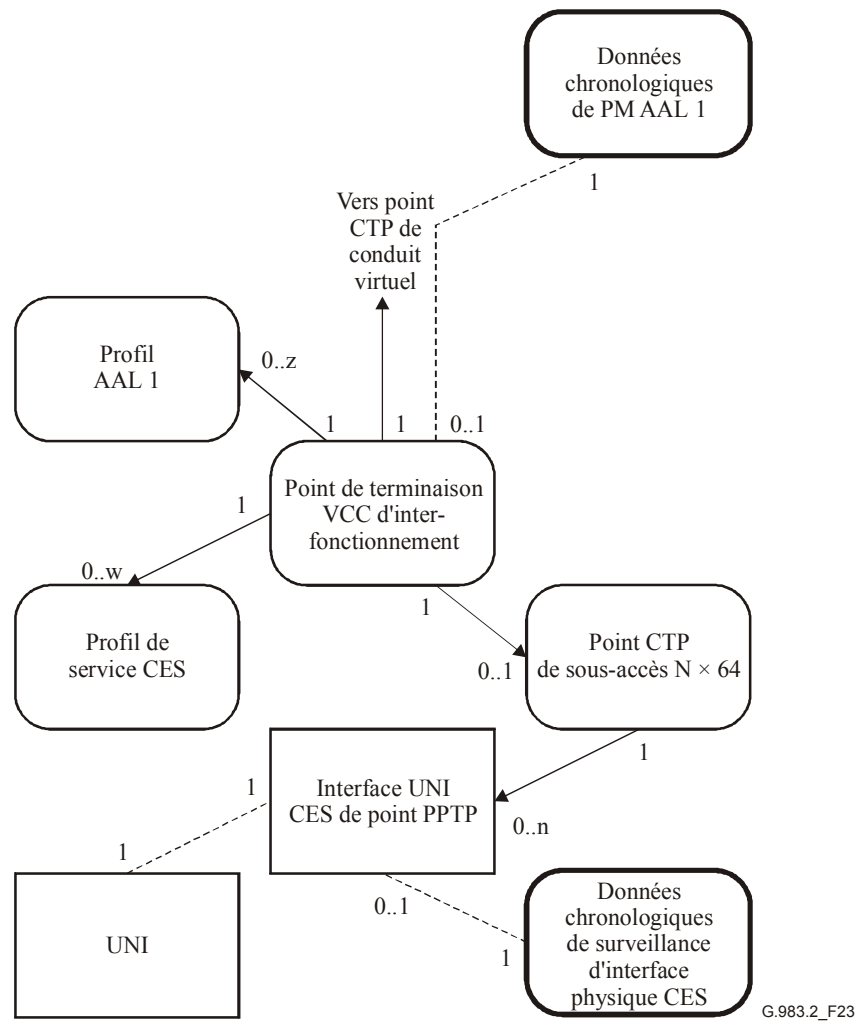 Données
chronologiques
de PM AAL 1
1
Vers point
CTP de
conduit
virtuel
Profil
AAL 1
0..z
1
1
0..1
Point de terminaison
VCC d'inter-
fonctionnement
1
0..w
Profil de
service CES
1
0..1
Point CTP
de sous-accès N × 64
1
0..n
Interface UNI
CES de point PPTP
1
1
UNI
0..1
1
Données
chronologiques
de surveillance
d'interface
physique CES
G.983.2_F23